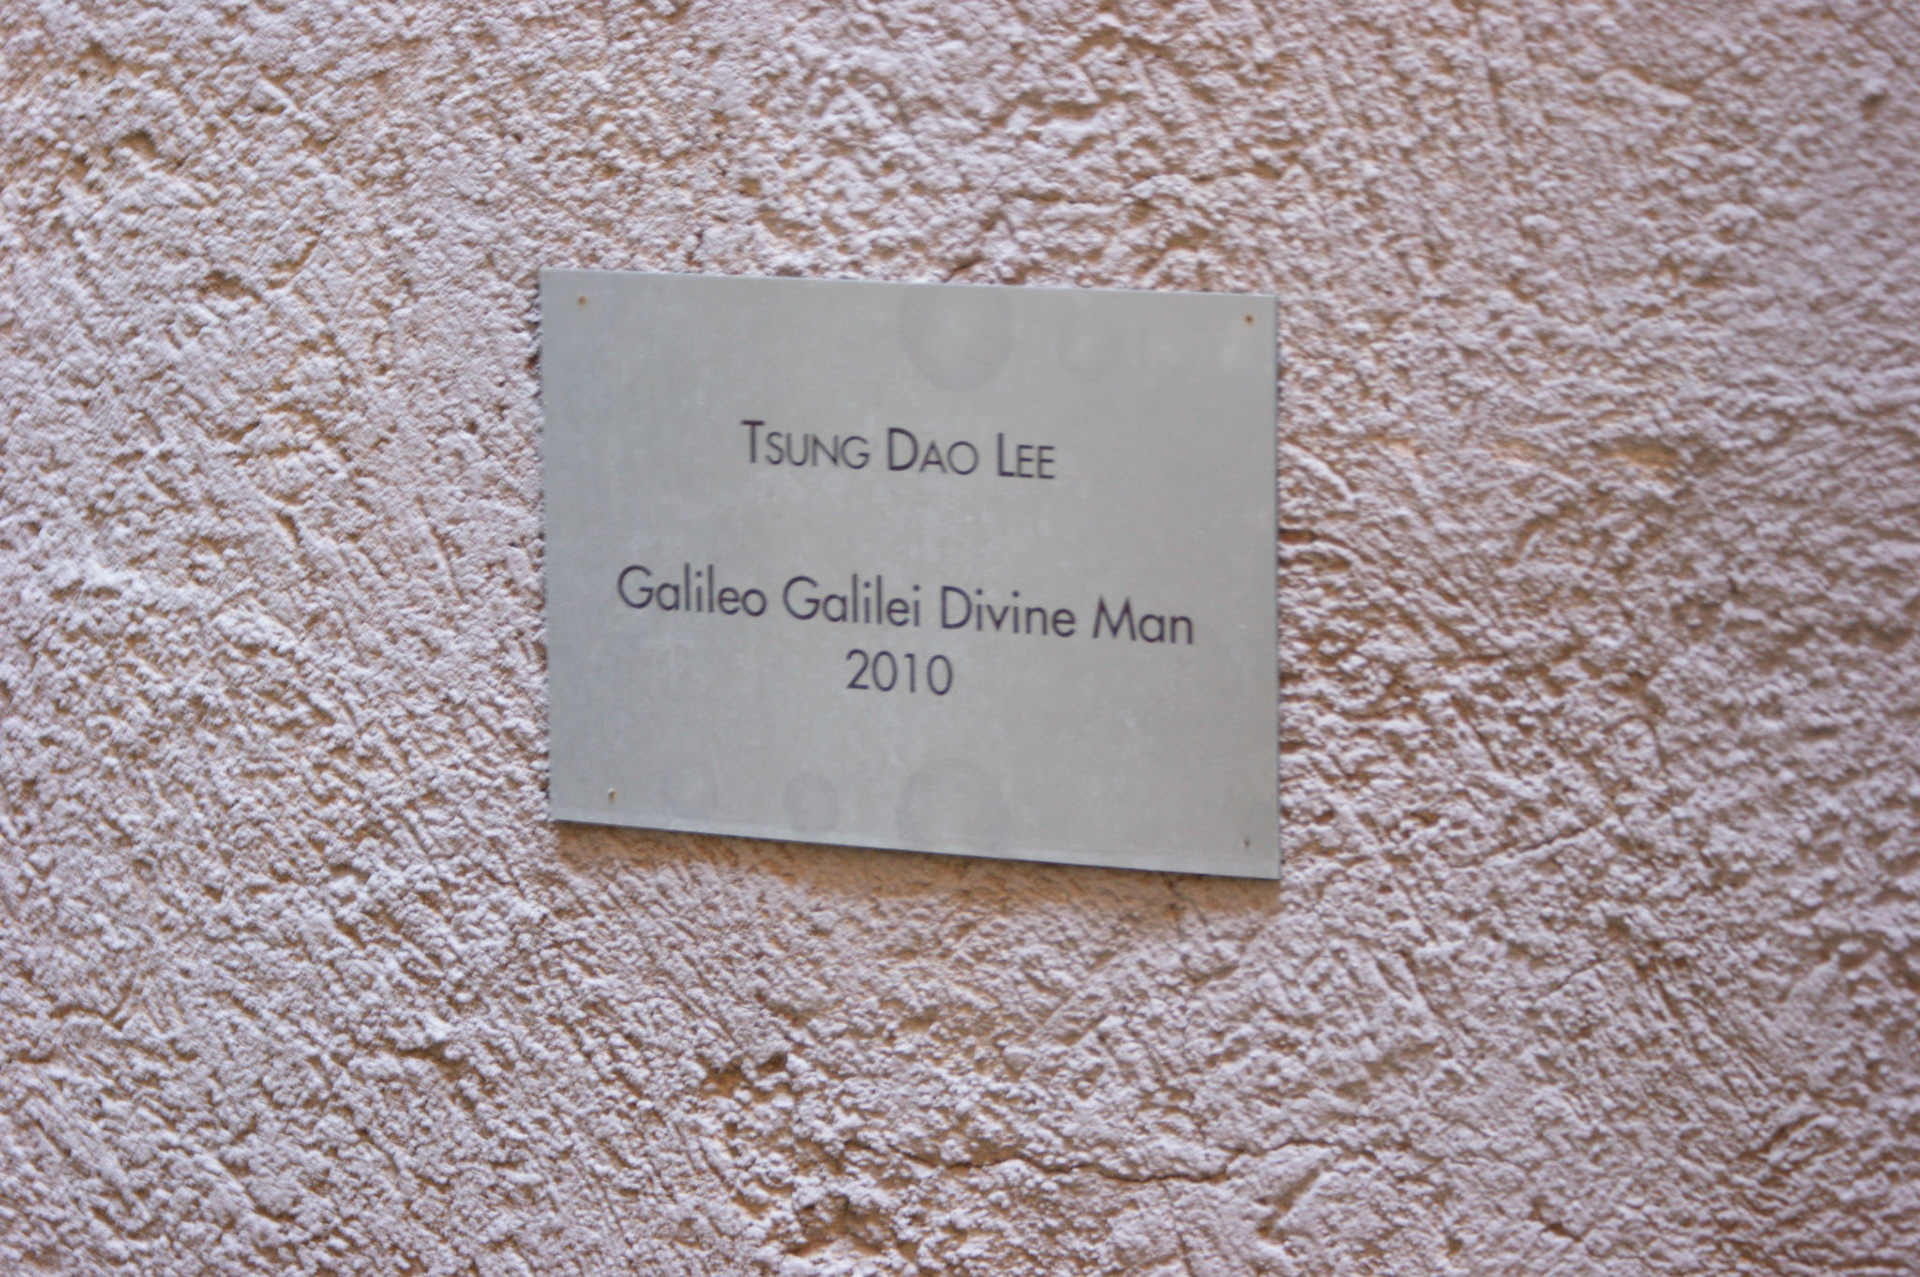 Tsung Dao Lee
Galileo Galilei Divine Man
2010